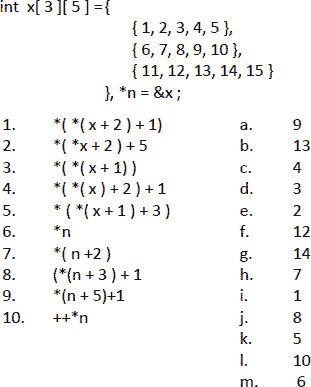 int x[ 3 ][ 5 ] ={
{ 1, 2, 3, 4, 5 },
{ 6, 7, 8, 9, 10 },
{ 11, 12, 13, 14, 15 }
}, *n = &x ;
1. *( *( x + 2 ) + 1) a. 9
2. *( *x + 2 ) + 5 b. 13
3. *( *( x + 1) ) c. 4
4. *( *( x ) + 2 ) + 1 d. 3
5. * ( *( x + 1 ) + 3 ) e. 2
6. *n f. 12
7. *( n +2 ) g. 14
8. (*(n + 3 ) + 1 h. 7
9. *(n + 5)+1 i. 1
10. ++*n j. 8
k. 5
l. 10
m. 6